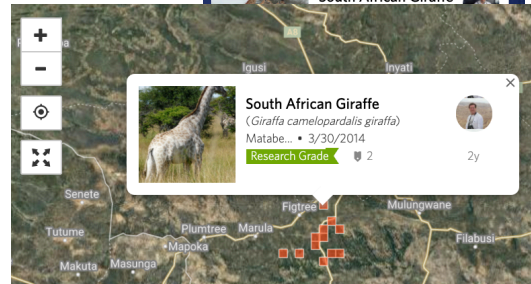 South African Giraffe
A8
Igusi
Inyati
South African Giraffe
(Giraffa camelopardalis giraffa)
Matabe... • 3/30/2014
Research Grade 2 2y
Senete
Figtree
Mulungwane
Tutume
Plumtree
Marula
Filabusi
Mapoka
Makuta
Masunga